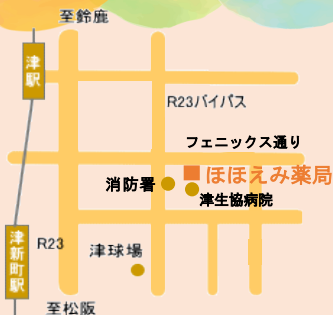 至鈴鹿
津駅
R23バイパス
フェニックス通り
ほほえみ薬局
消防署
津生協病院
R23
津球場
津新町駅
至松阪